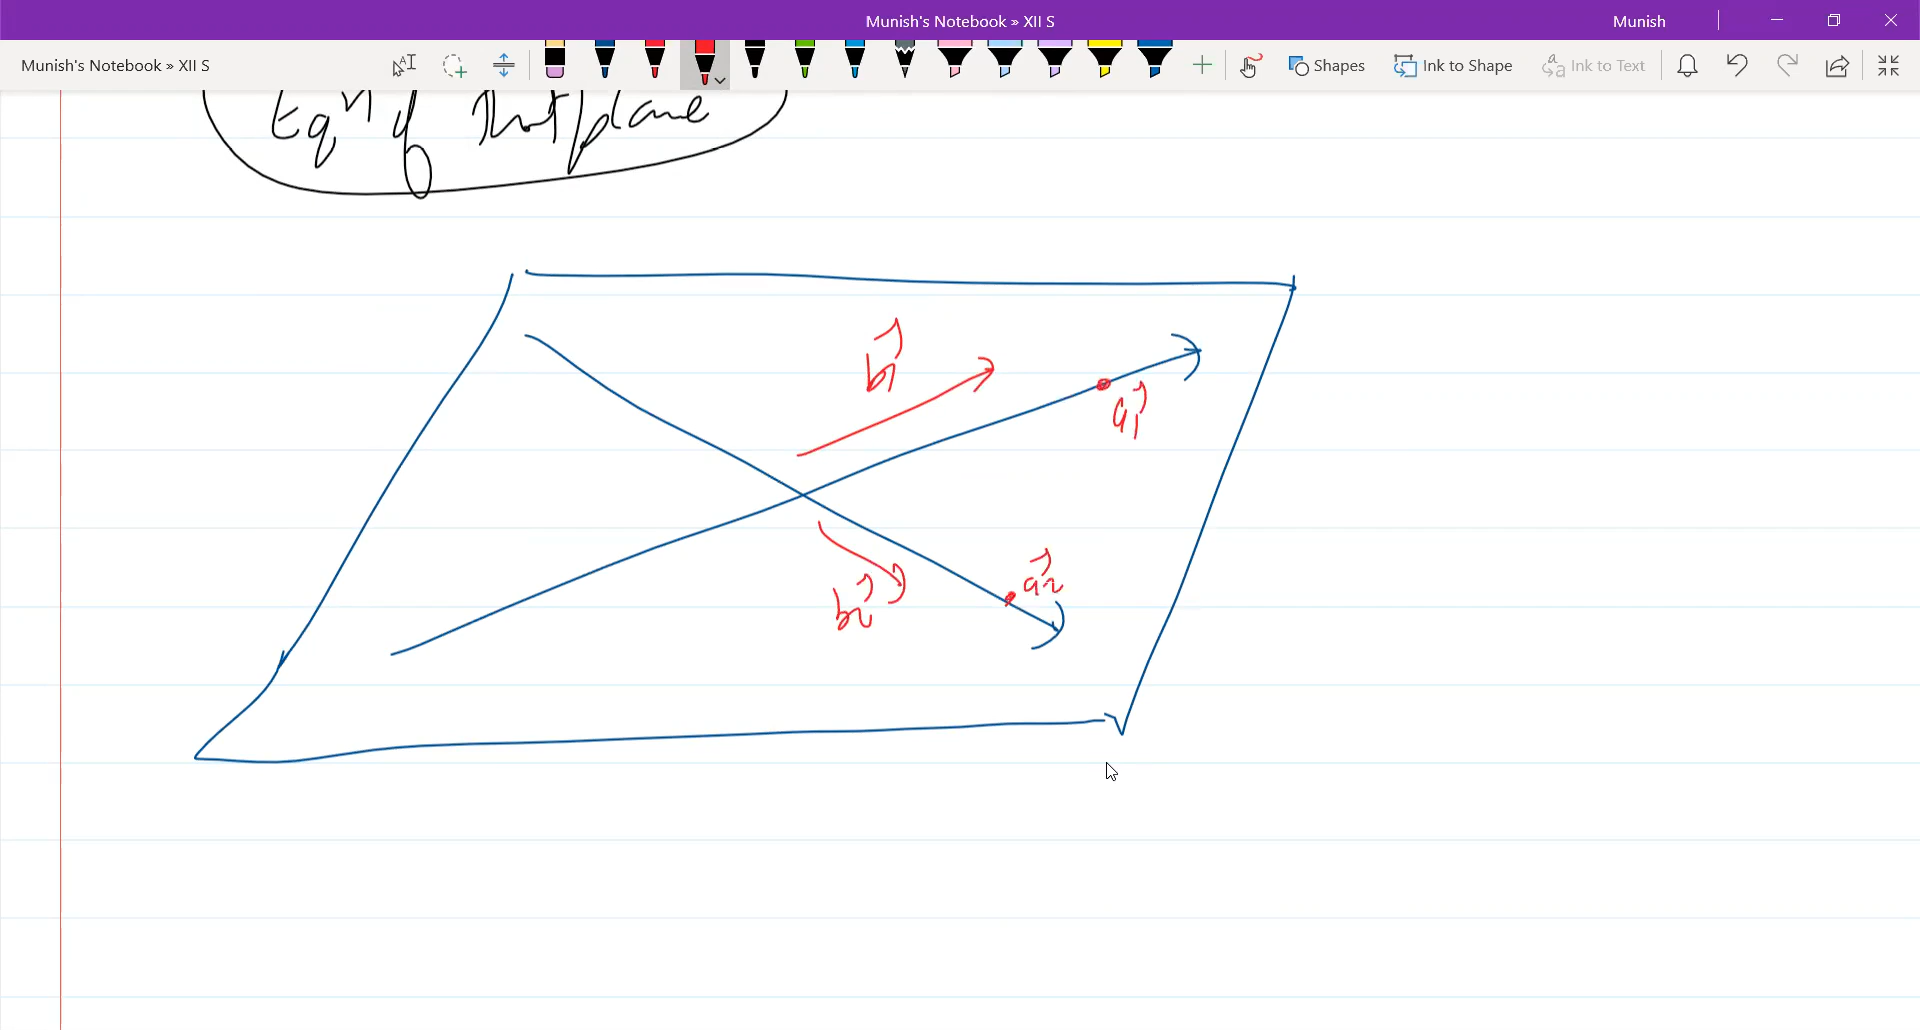 Munish's Notebook » XII S
Munish
Munish's Notebook » XII S
Shapes
Ink to Shape
Ink to Text
Eqⁿ of that plane
b₁
a₁
a₂
b₂